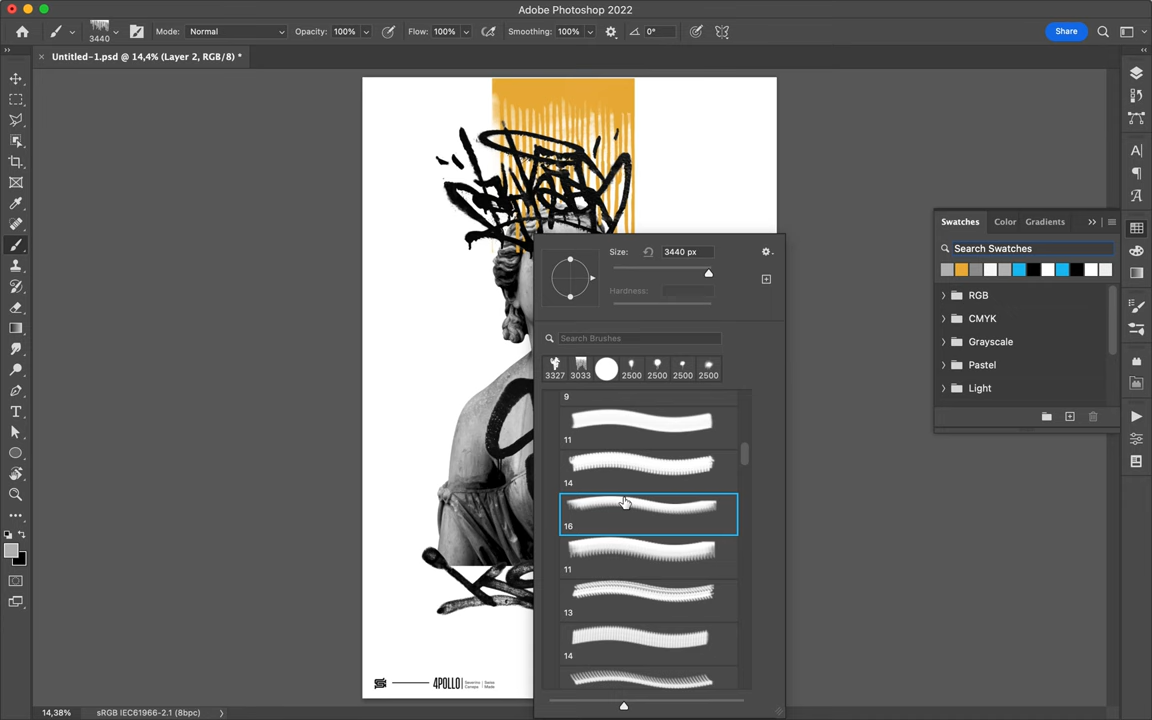 Adobe Photoshop 2022
3440
Mode: Normal
Opacity: 100%
Flow: 100%
Smoothing: 100%
0°
Share
× Untitled-1.psd @ 14,4% (Layer 2, RGB/8) *
Size: 3440 px
Hardness:
Search Brushes
3327 3033 2500 2500 2500 2500
9
11
14
16
11
13
14
Swatches Color Gradients
Search Swatches
RGB
CMYK
Grayscale
Pastel
Light
4POLLO
14,38% sRGB IEC61966-2.1 (8bpc)